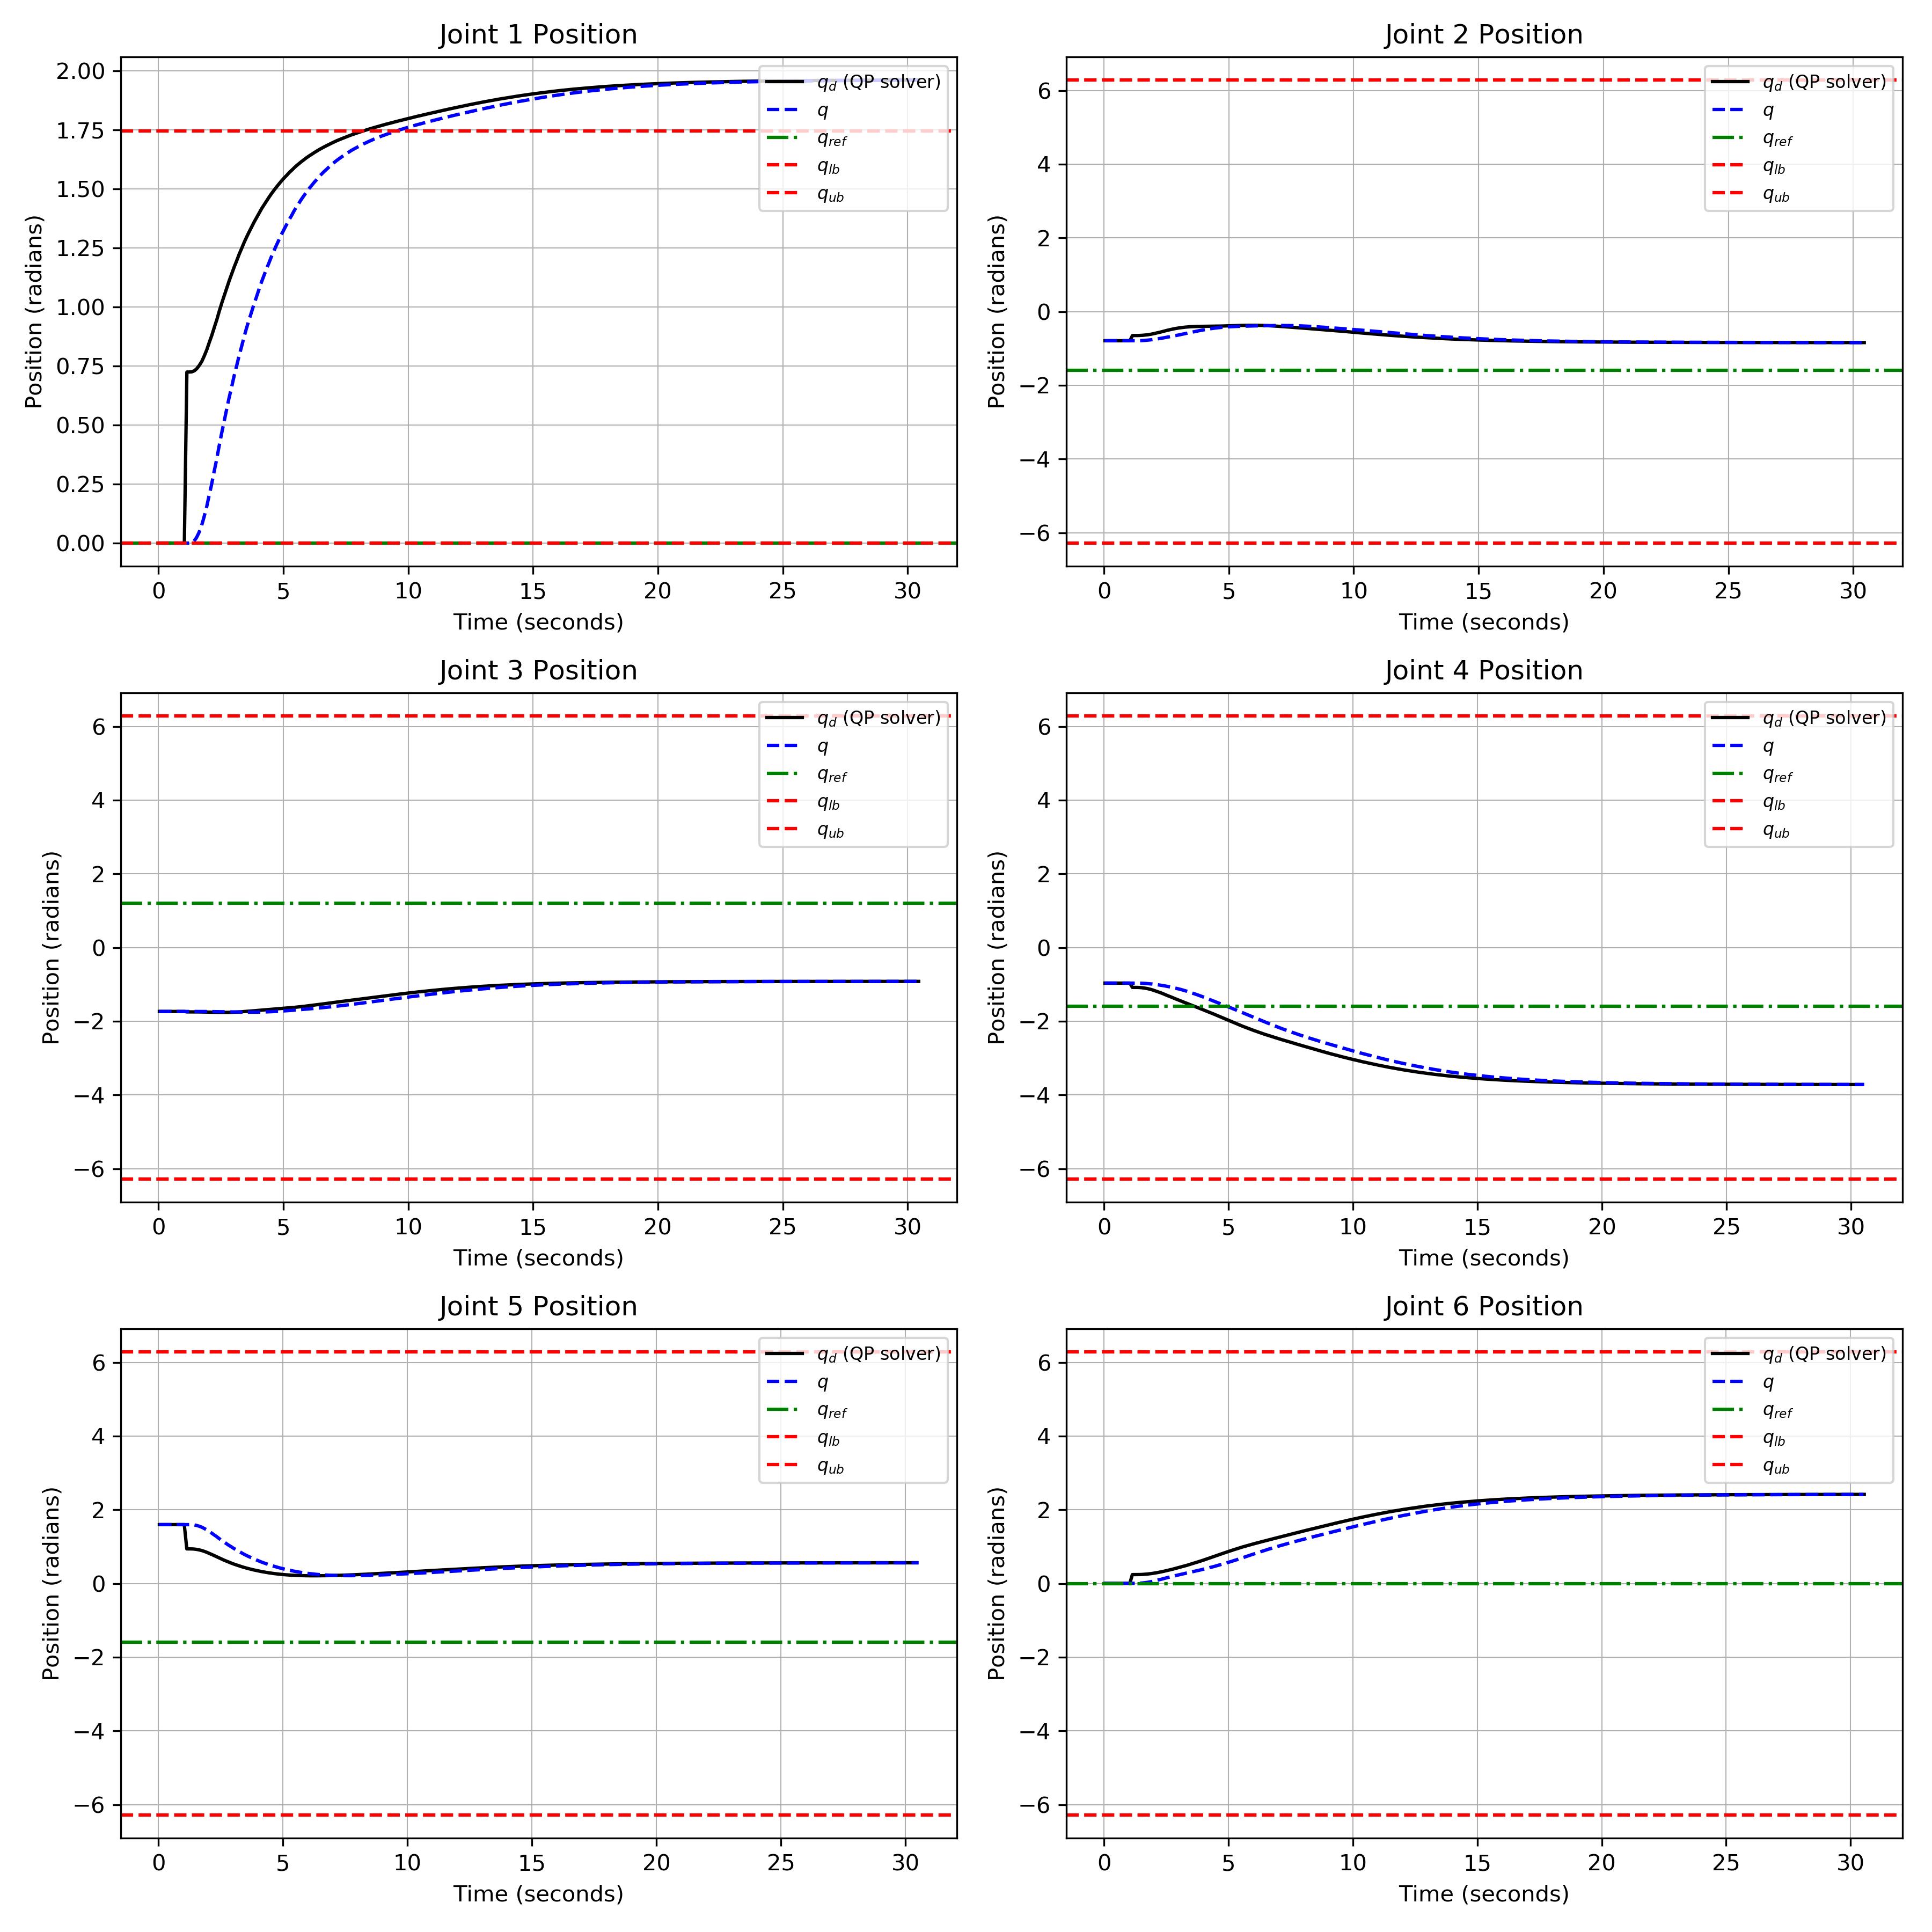 Joint 1 Position
Position (radians)
2.00
1.75
1.50
1.25
1.00
0.75
0.50
0.25
0.00
q_d (QP solver)
q
q_ref
q_lb
q_ub
0 5 10 15 20 25 30
Time (seconds)
Joint 2 Position
Position (radians)
6
4
2
0
−2
−4
−6
q_d (QP solver)
q
q_ref
q_lb
q_ub
0 5 10 15 20 25 30
Time (seconds)
Joint 3 Position
Position (radians)
6
4
2
0
−2
−4
−6
q_d (QP solver)
q
q_ref
q_lb
q_ub
0 5 10 15 20 25 30
Time (seconds)
Joint 4 Position
Position (radians)
6
4
2
0
−2
−4
−6
q_d (QP solver)
q
q_ref
q_lb
q_ub
0 5 10 15 20 25 30
Time (seconds)
Joint 5 Position
Position (radians)
6
4
2
0
−2
−4
−6
q_d (QP solver)
q
q_ref
q_lb
q_ub
0 5 10 15 20 25 30
Time (seconds)
Joint 6 Position
Position (radians)
6
4
2
0
−2
−4
−6
q_d (QP solver)
q
q_ref
q_lb
q_ub
0 5 10 15 20 25 30
Time (seconds)